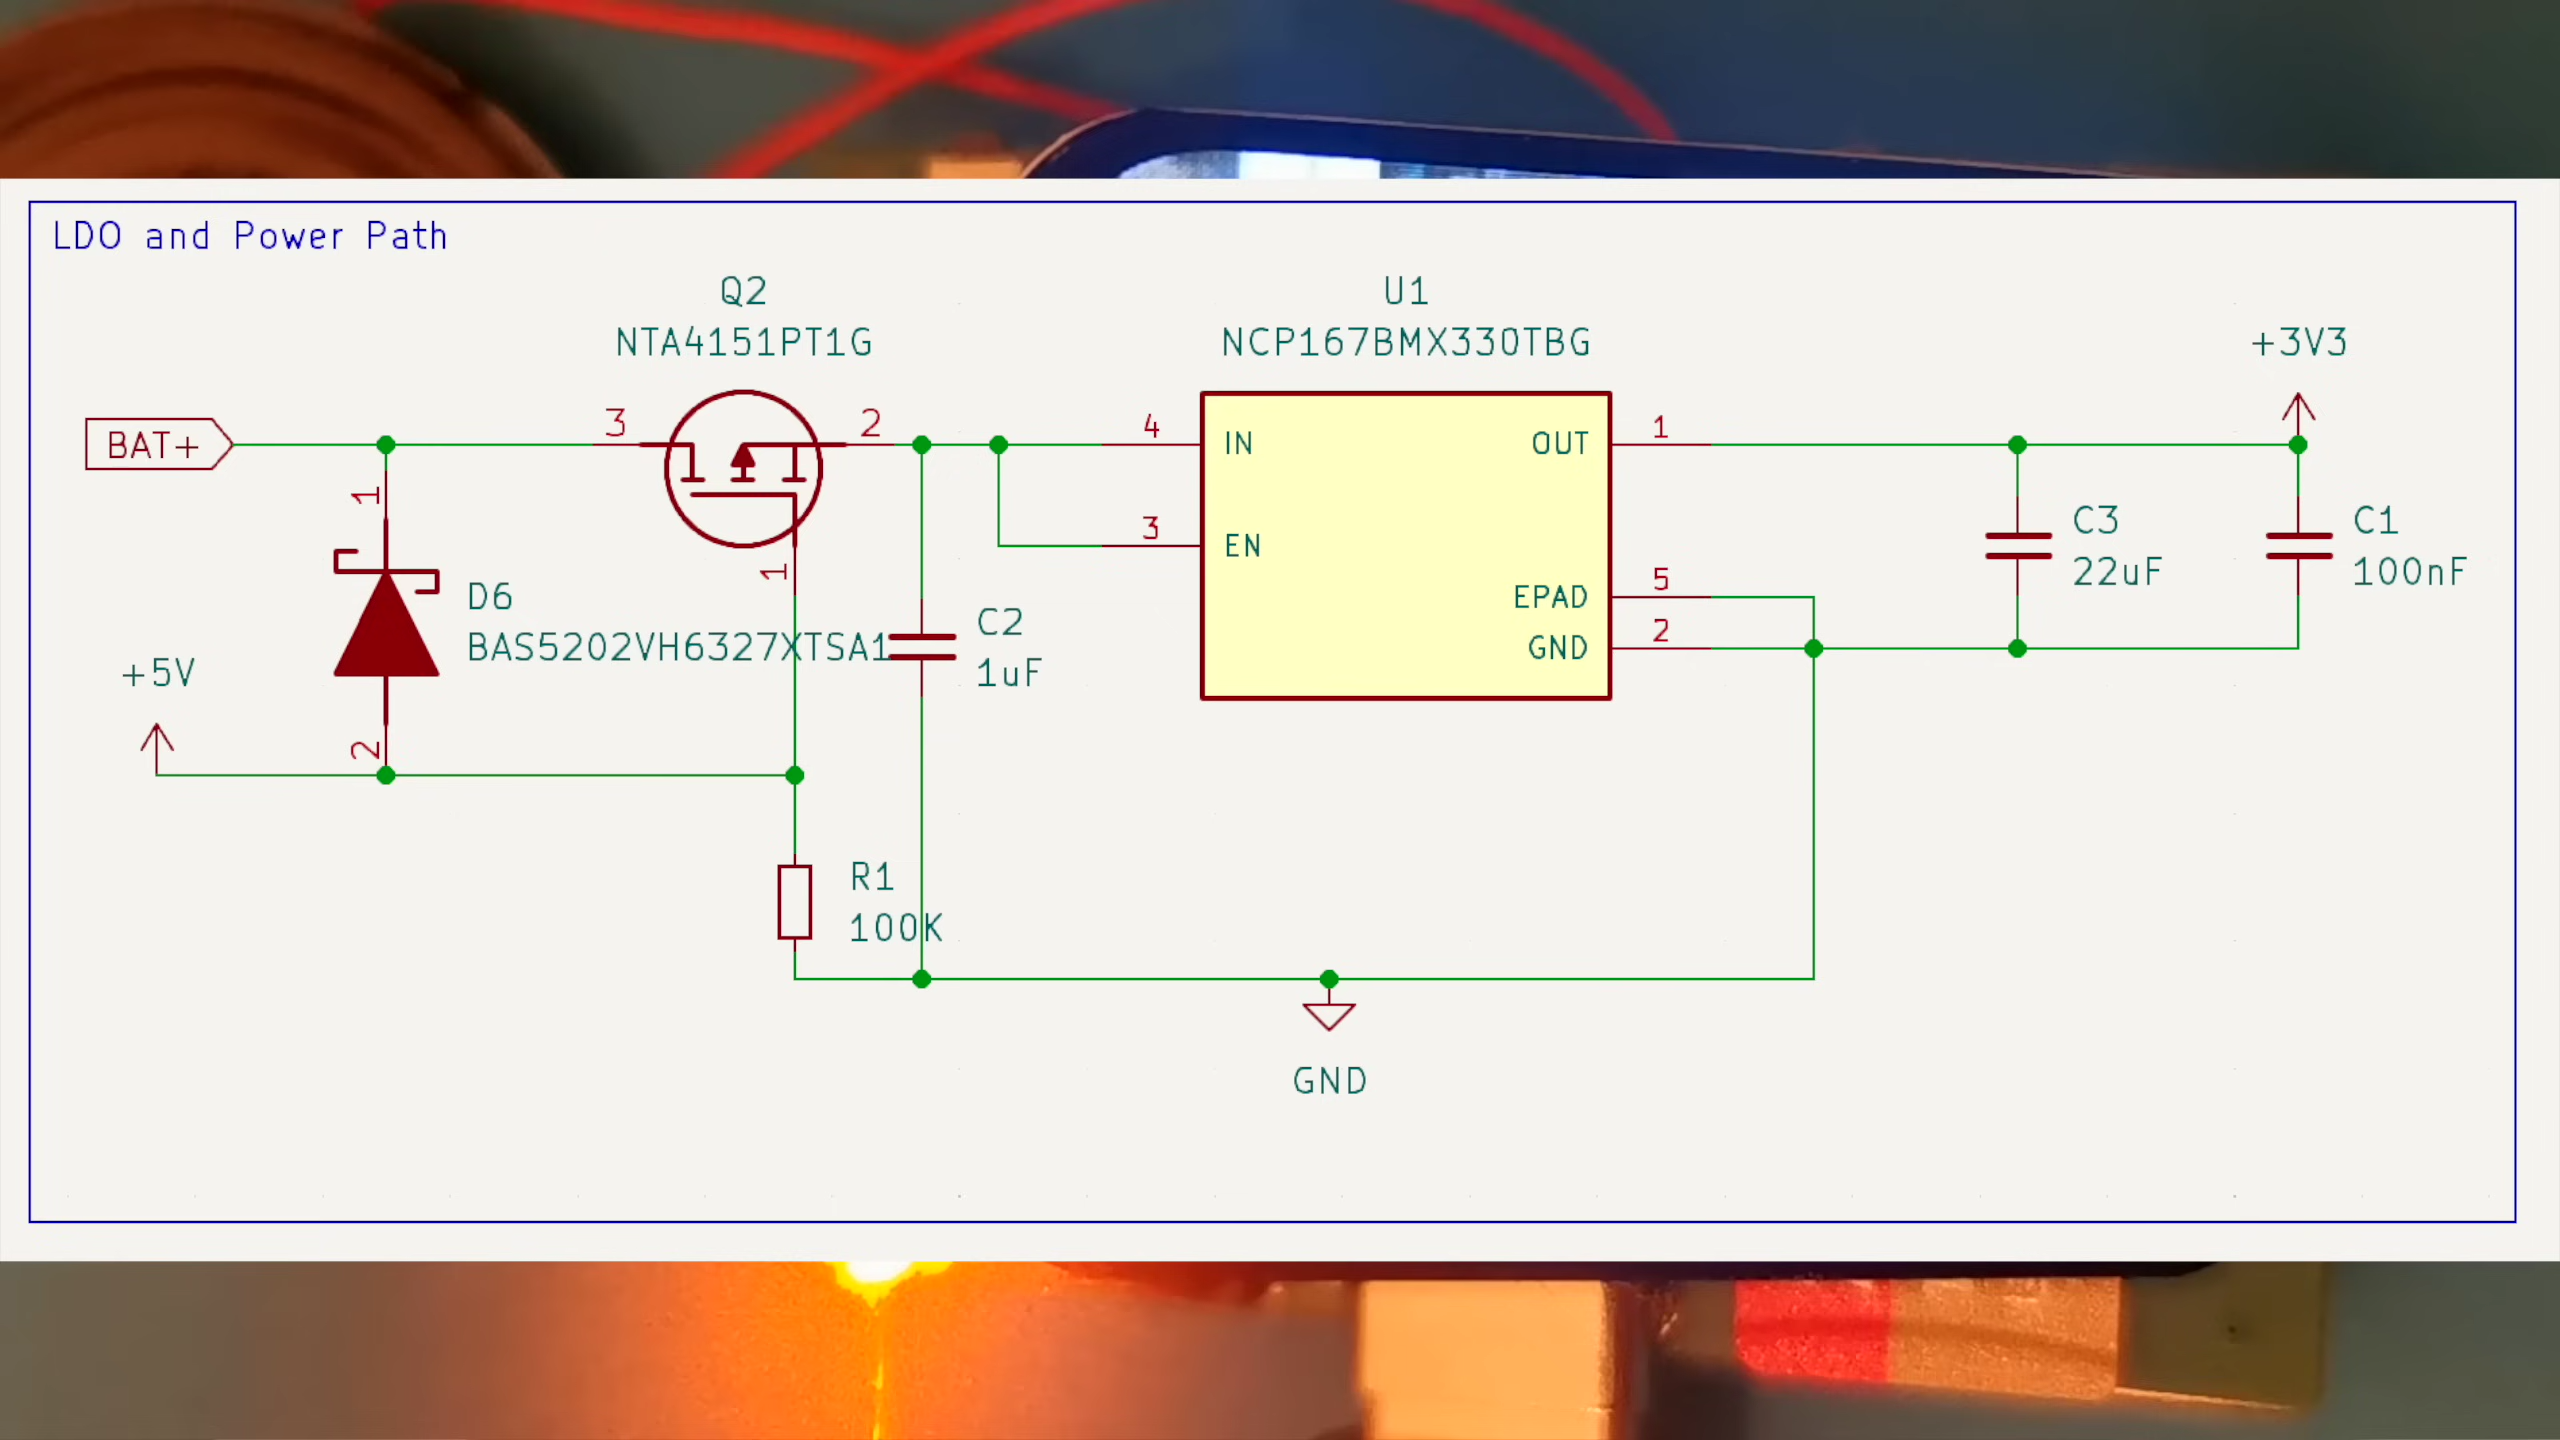 LDO and Power Path
Q2
NTA4151PT1G
U1
NCP167BMX330TBG
+3V3
BAT+
3
2
1
4
IN
3
EN
OUT
1
EPAD
5
GND
2
1
D6
BAS5202VH6327XTSA1
2
+5V
C2
1uF
C3
22uF
C1
100nF
R1
100K
GND